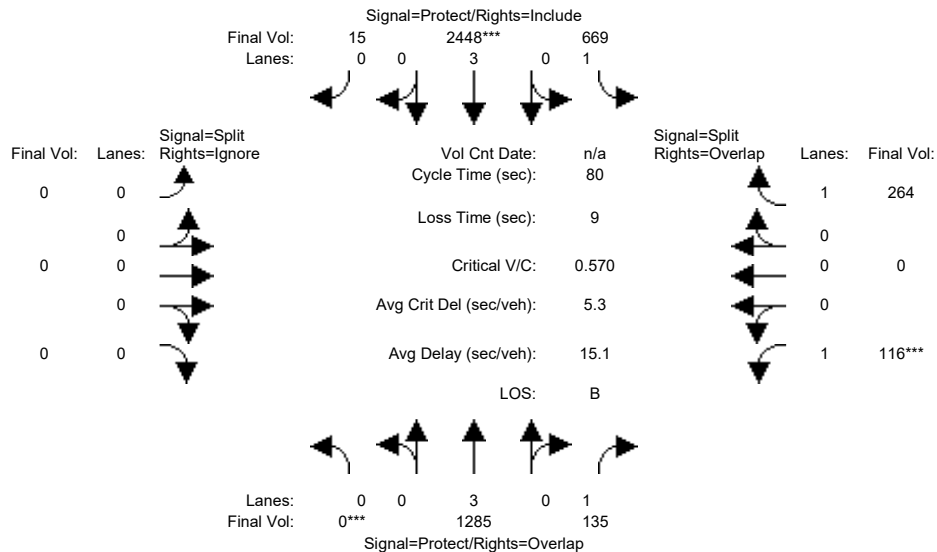 Signal=Protect/Rights=Include
Final Vol: 15 2448*** 669
Lanes: 0 0 3 0 1
Signal=Split
Final Vol: Lanes: Rights=Ignore
Vol Cnt Date: n/a
Signal=Split
Rights=Overlap Lanes: Final Vol:
Cycle Time (sec): 80
0 0
1 264
Loss Time (sec): 9
0
0
0 0
Critical V/C: 0.570
0 0
0
Avg Crit Del (sec/veh): 5.3
0
0 0
Avg Delay (sec/veh): 15.1
1 116***
LOS: B
Lanes: 0 0 3 0 1
Final Vol: 0*** 1285 135
Signal=Protect/Rights=Overlap